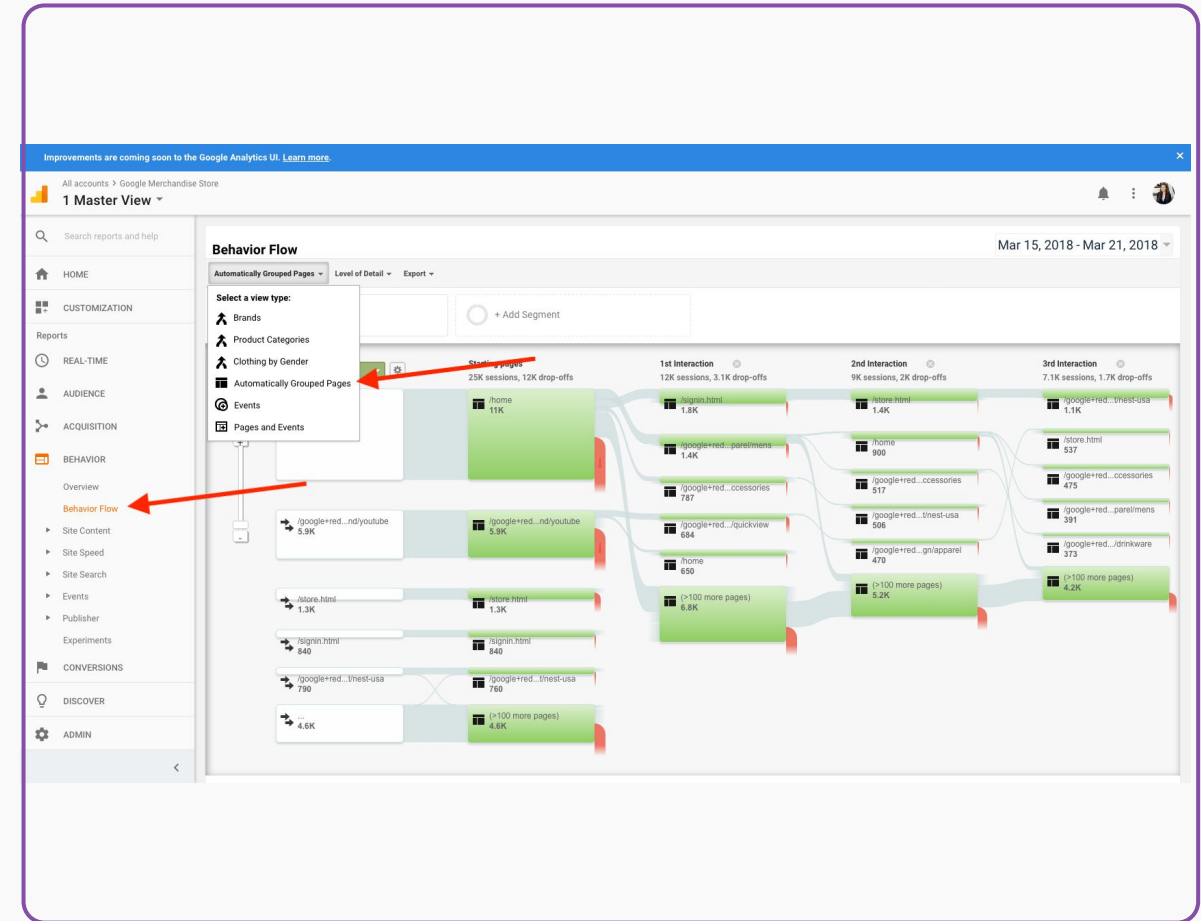 Improvements are coming soon to the Google Analytics UI. Learn more.
All accounts > Google Merchandise Store
1 Master View
Search reports and help
HOME
CUSTOMIZATION
Reports
REAL-TIME
AUDIENCE
ACQUISITION
BEHAVIOR
Overview
Behavior Flow
Site Content
Site Speed
Site Search
Events
Publisher
Experiments
CONVERSIONS
DISCOVER
ADMIN
Behavior Flow
Mar 15, 2018 - Mar 21, 2018
Automatically Grouped Pages Level of Detail Export
Select a view type:
Brands
Product Categories
Clothing by Gender
Automatically Grouped Pages
Events
Pages and Events
+ Add Segment
/google+red...nd/youtube
5.9K
/store.html
1.3K
/signin.html
840
/google+red...t/nest-usa
790
...
4.6K
Starting pages
25K sessions, 12K drop-offs
/home
11K
/google+red...nd/youtube
5.9K
/store.html
1.3K
/signin.html
840
/google+red...t/nest-usa
760
(>100 more pages)
4.6K
1st Interaction
12K sessions, 3.1K drop-offs
/signin.html
1.8K
/google+red...parel/mens
1.4K
/google+red...ccessories
787
/google+red.../quickview
684
/home
650
(>100 more pages)
6.8K
2nd Interaction
9K sessions, 2K drop-offs
/store.html
1.4K
/home
900
/google+red...ccessories
517
/google+red...t/nest-usa
506
/google+red...gn/apparel
470
(>100 more pages)
5.2K
3rd Interaction
7.1K sessions, 1.7K drop-offs
/google+red...t/nest-usa
1.1K
/store.html
537
/google+red...ccessories
475
/google+red...parel/mens
391
/google+red.../drinkware
373
(>100 more pages)
4.2K